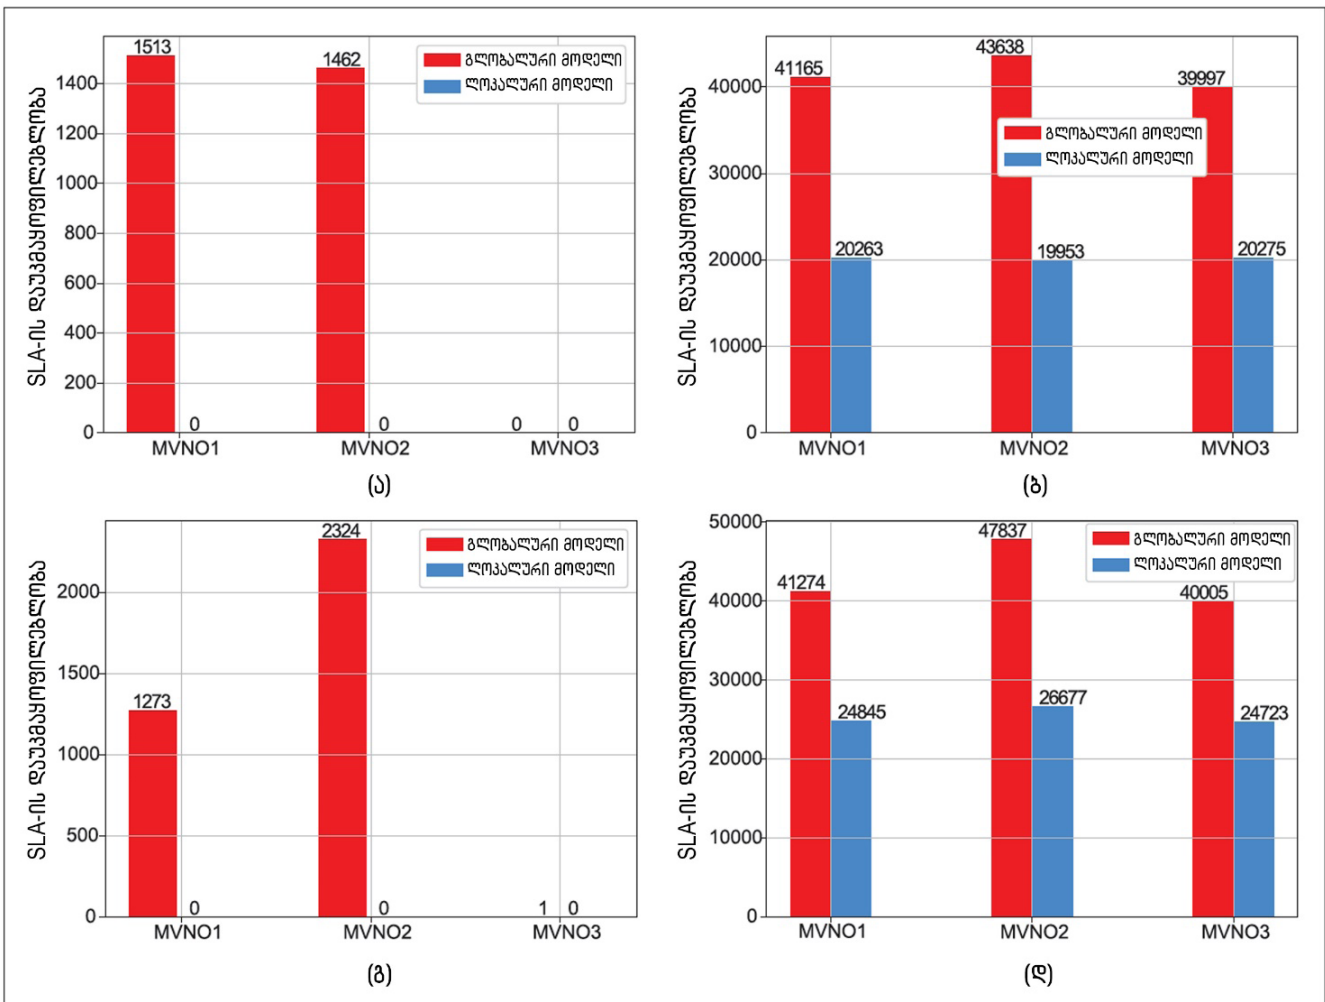 1513
1462
0
0
0
0
1400
1200
1000
800
600
400
200
0
SLA-ის დაუკმაყოფილებლობა
გლობალური მოდელი
ლოკალური მოდელი
MVNO1
MVNO2
MVNO3
(ა)
41165
43638
39997
20263
19953
20275
40000
30000
20000
10000
0
SLA-ის დაუკმაყოფილებლობა
გლობალური მოდელი
ლოკალური მოდელი
MVNO1
MVNO2
MVNO3
(ბ)
2324
1273
0
0
1
0
2000
1500
1000
500
0
SLA-ის დაუკმაყოფილებლობა
გლობალური მოდელი
ლოკალური მოდელი
MVNO1
MVNO2
MVNO3
(გ)
47837
41274
40005
24845
26677
24723
50000
40000
30000
20000
10000
0
SLA-ის დაუკმაყოფილებლობა
გლობალური მოდელი
ლოკალური მოდელი
MVNO1
MVNO2
MVNO3
(დ)